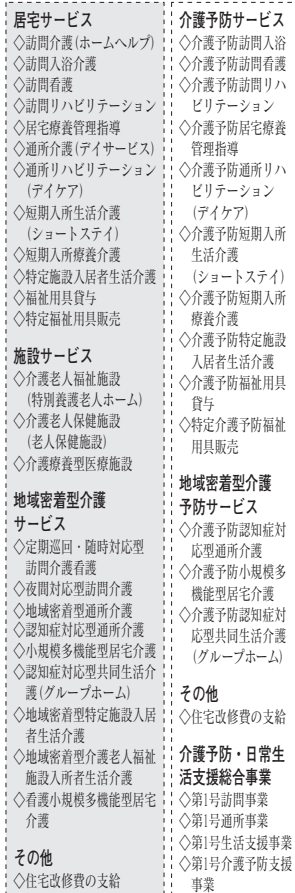 居宅サービス
◇訪問介護(ホームヘルプ)
◇訪問入浴介護
◇訪問看護
◇訪問リハビリテーション
◇居宅療養管理指導
◇通所介護(デイサービス)
◇通所リハビリテーション
(デイケア)
◇短期入所生活介護
(ショートステイ)
◇短期入所療養介護
◇特定施設入居者生活介護
◇福祉用具貸与
◇特定福祉用具販売
施設サービス
◇介護老人福祉施設
(特別養護老人ホーム)
◇介護老人保健施設
(老人保健施設)
◇介護療養型医療施設
地域密着型介護
サービス
◇定期巡回・随時対応型
訪問介護看護
◇夜間対応型訪問介護
◇地域密着型通所介護
◇認知症対応型通所介護
◇小規模多機能型居宅介護
◇認知症対応型共同生活介
護(グループホーム)
◇地域密着型特定施設入居
者生活介護
◇地域密着型介護老人福祉
施設入所者生活介護
◇看護小規模多機能型居宅
介護
その他
◇住宅改修費の支給
介護予防サービス
◇介護予防訪問入浴
◇介護予防訪問看護
◇介護予防訪問リハ
ビリテーション
◇介護予防居宅療養
管理指導
◇介護予防通所リハ
ビリテーション
(デイケア)
◇介護予防短期入所
生活介護
(ショートステイ)
◇介護予防短期入所
療養介護
◇介護予防特定施設
入居者生活介護
◇介護予防福祉用具
貸与
◇特定介護予防福祉
用具販売
地域密着型介護
予防サービス
◇介護予防認知症対
応型通所介護
◇介護予防小規模多
機能型居宅介護
◇介護予防認知症対
応型共同生活介護
(グループホーム)
その他
◇住宅改修費の支給
介護予防・日常生
活支援総合事業
◇第1号訪問事業
◇第1号通所事業
◇第1号生活支援事業
◇第1号介護予防支援
事業